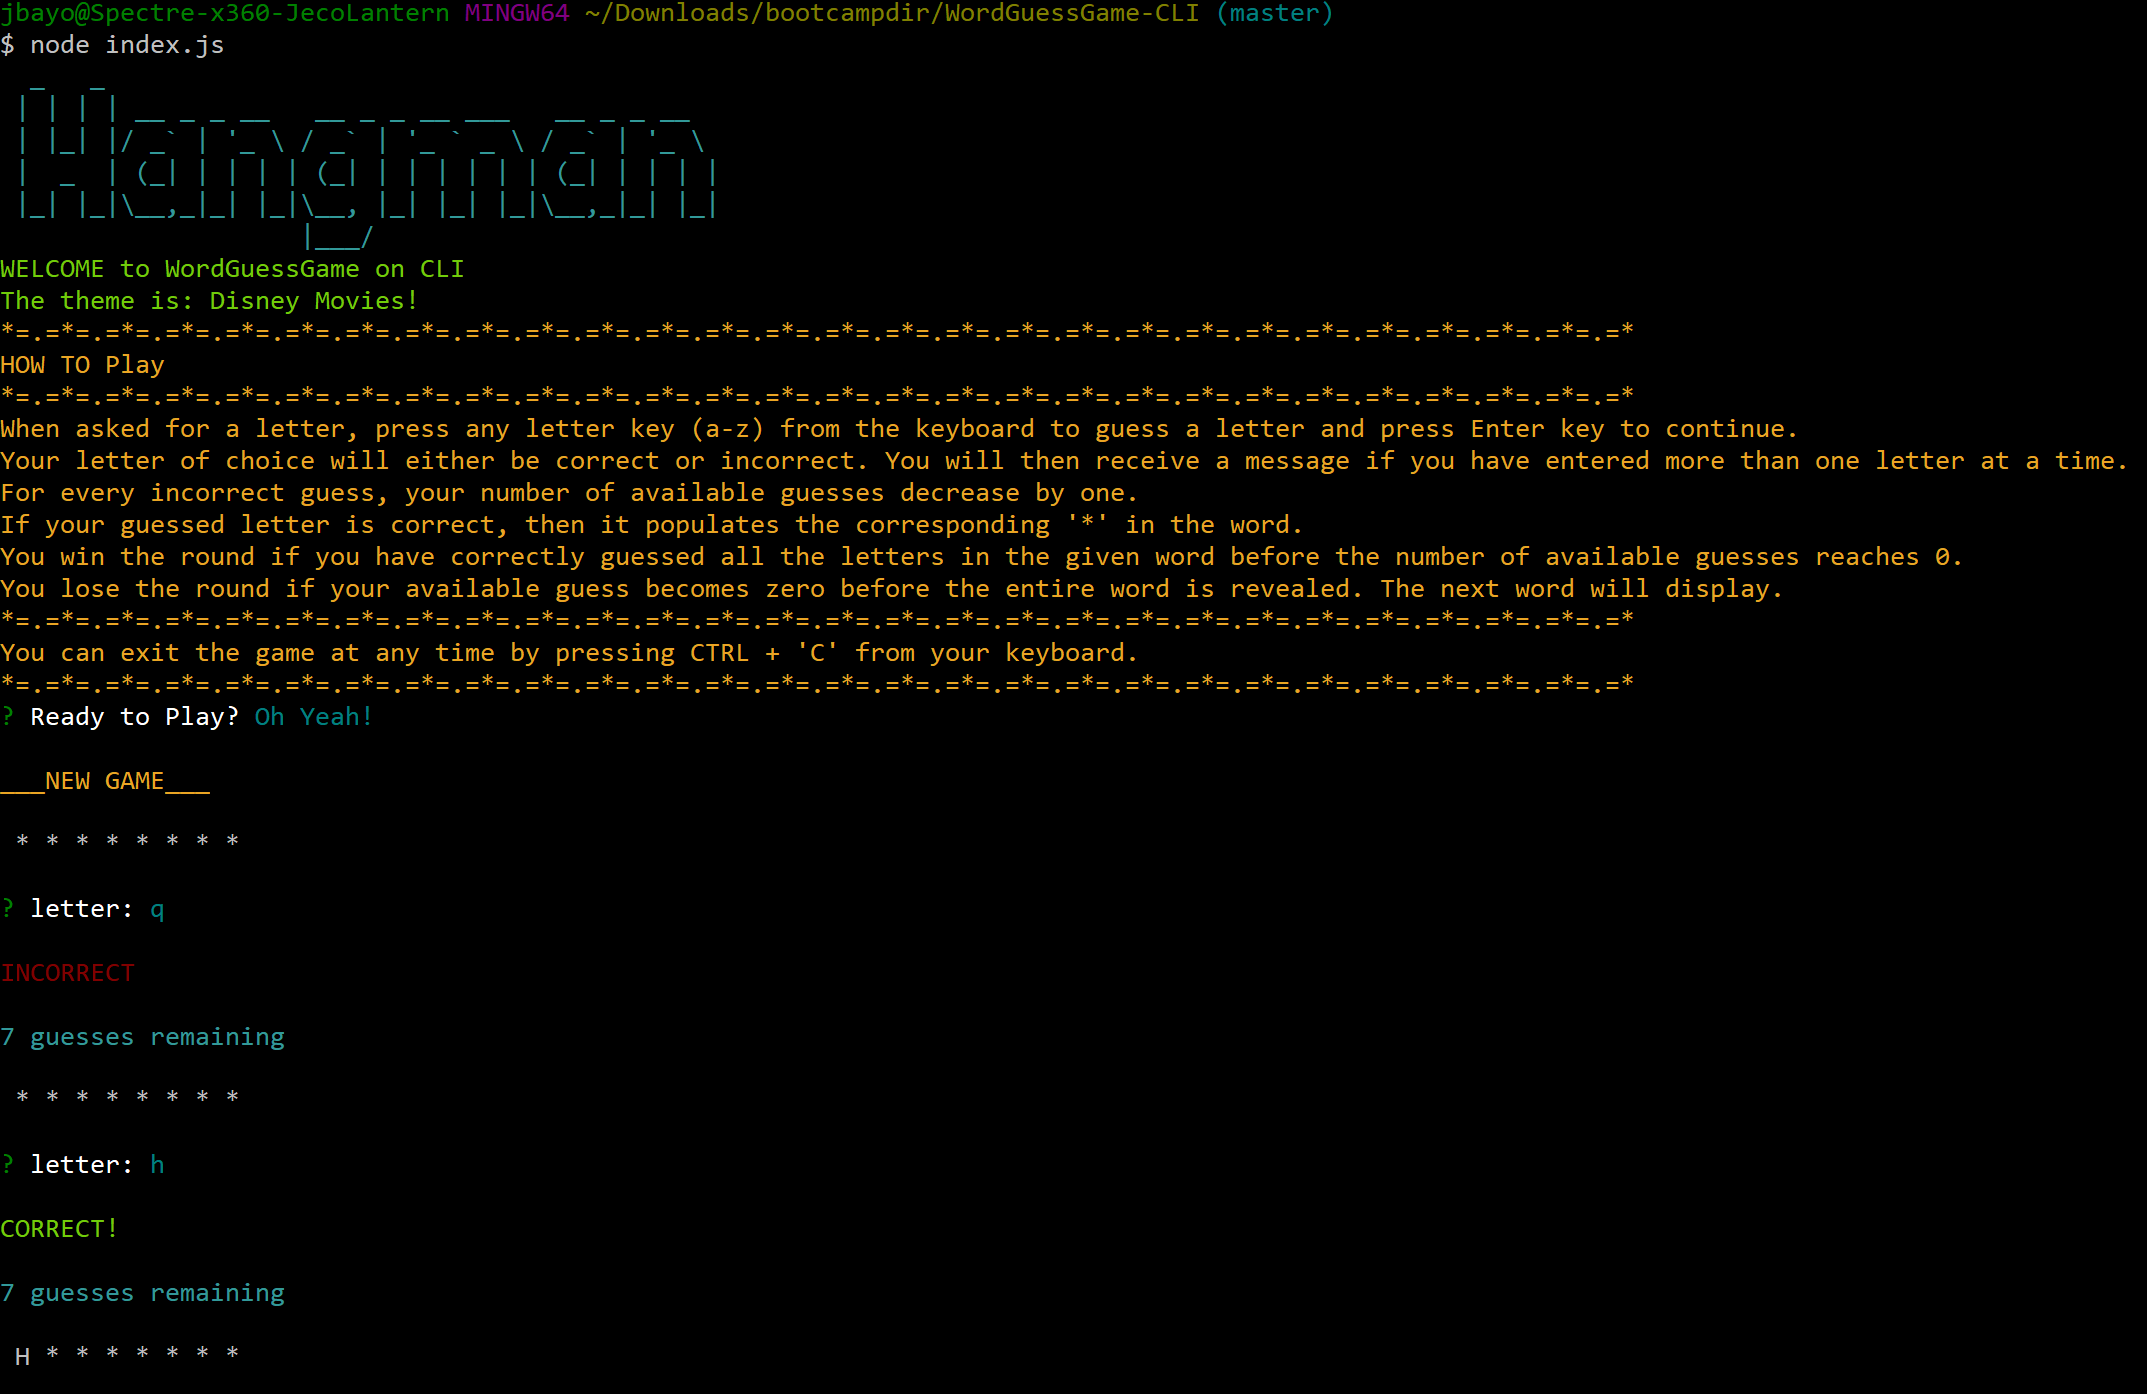 jbayo@Spectre-x360-JecoLantern MINGW64 ~/Downloads/bootcampdir/WordGuessGame-CLI (master)
$ node index.js
Hangman
WELCOME to WordGuessGame on CLI
The theme is: Disney Movies!
*=.=*=.=*=.=*=.=*=.=*=.=*=.=*=.=*=.=*=.=*=.=*=.=*=.=*=.=*=.=*=.=*=.=*=.=*=.=*=.=*=.=*=.=*=.=*=.=*=.=*=.=*=.=*
HOW TO Play
*=.=*=.=*=.=*=.=*=.=*=.=*=.=*=.=*=.=*=.=*=.=*=.=*=.=*=.=*=.=*=.=*=.=*=.=*=.=*=.=*=.=*=.=*=.=*=.=*=.=*=.=*=.=*
When asked for a letter, press any letter key (a-z) from the keyboard to guess a letter and press Enter key to continue.
Your letter of choice will either be correct or incorrect. You will then receive a message if you have entered more than one letter at a time.
For every incorrect guess, your number of available guesses decrease by one.
If your guessed letter is correct, then it populates the corresponding '*' in the word.
You win the round if you have correctly guessed all the letters in the given word before the number of available guesses reaches 0.
You lose the round if your available guess becomes zero before the entire word is revealed. The next word will display.
*=.=*=.=*=.=*=.=*=.=*=.=*=.=*=.=*=.=*=.=*=.=*=.=*=.=*=.=*=.=*=.=*=.=*=.=*=.=*=.=*=.=*=.=*=.=*=.=*=.=*=.=*=.=*
You can exit the game at any time by pressing CTRL + 'C' from your keyboard.
*=.=*=.=*=.=*=.=*=.=*=.=*=.=*=.=*=.=*=.=*=.=*=.=*=.=*=.=*=.=*=.=*=.=*=.=*=.=*=.=*=.=*=.=*=.=*=.=*=.=*=.=*=.=*
? Ready to Play? Oh Yeah!
___NEW GAME___
* * * * * * * *
? letter: q
INCORRECT
7 guesses remaining
* * * * * * * *
? letter: h
CORRECT!
7 guesses remaining
H * * * * * * *